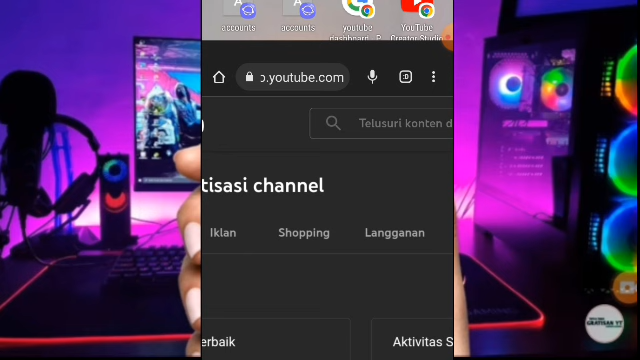 accounts
accounts
youtube
dashboard - P
YouTube
Creator Studio
o.youtube.com
Telusuri konten d
tisasi channel
Iklan
Shopping
Langganan
erbaik
Aktivitas S
GRATISAN YT